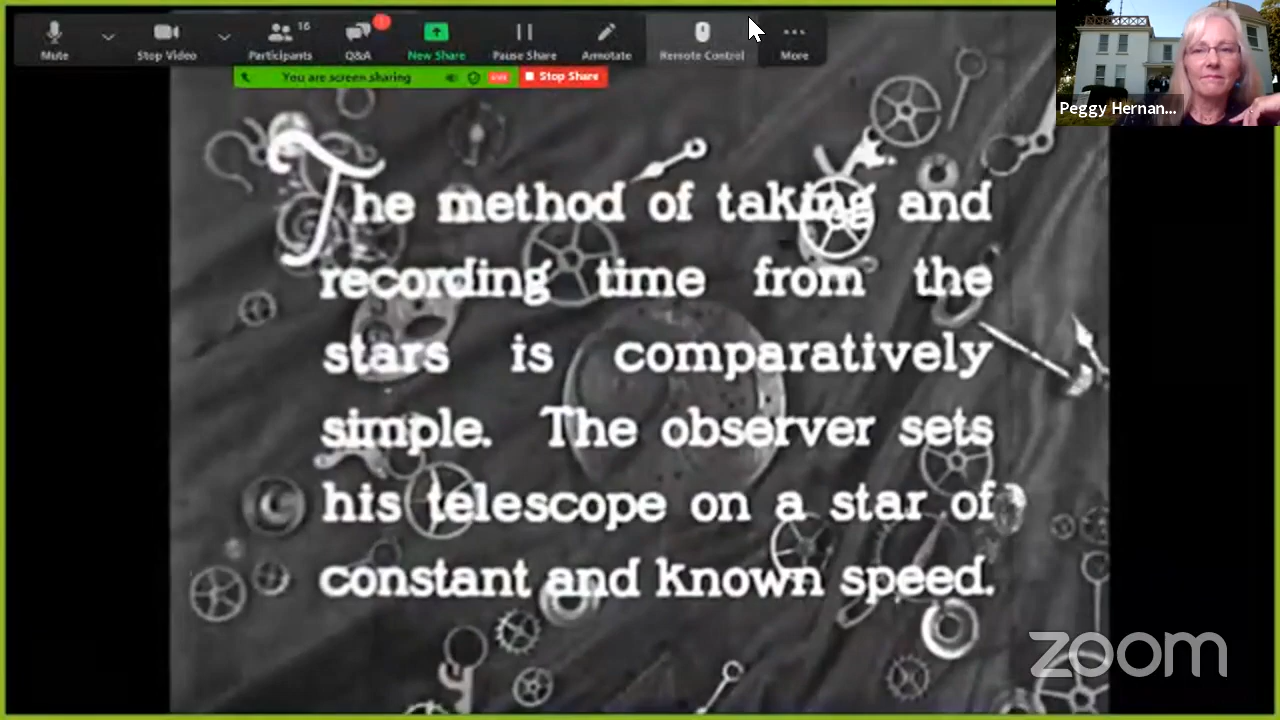 16
Mute
Stop Video
Participants
Q&A
New Share
Pause Share
Annotate
Remote Control
More
You are screen sharing
LIVE
Stop Share
Peggy Hernan...
The method of taking and
recording time from the
stars is comparatively
simple. The observer sets
his telescope on a star of
constant and known speed.
zoom